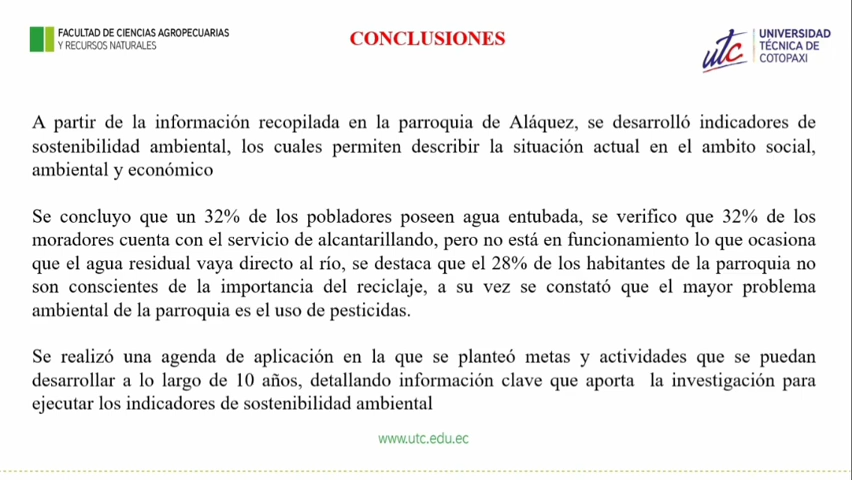 FACULTAD DE CIENCIAS AGROPECUARIAS
Y RECURSOS NATURALES
CONCLUSIONES
utc
UNIVERSIDAD
TÉCNICA DE
COTOPAXI
A partir de la información recopilada en la parroquia de Aláquez, se desarrolló indicadores de
sostenibilidad ambiental, los cuales permiten describir la situación actual en el ambito social,
ambiental y económico
Se concluyo que un 32% de los pobladores poseen agua entubada, se verifico que 32% de los
moradores cuenta con el servicio de alcantarillando, pero no está en funcionamiento lo que ocasiona
que el agua residual vaya directo al río, se destaca que el 28% de los habitantes de la parroquia no
son conscientes de la importancia del reciclaje, a su vez se constató que el mayor problema
ambiental de la parroquia es el uso de pesticidas.
Se realizó una agenda de aplicación en la que se planteó metas y actividades que se puedan
desarrollar a lo largo de 10 años, detallando información clave que aporta la investigación para
ejecutar los indicadores de sostenibilidad ambiental
www.utc.edu.ec